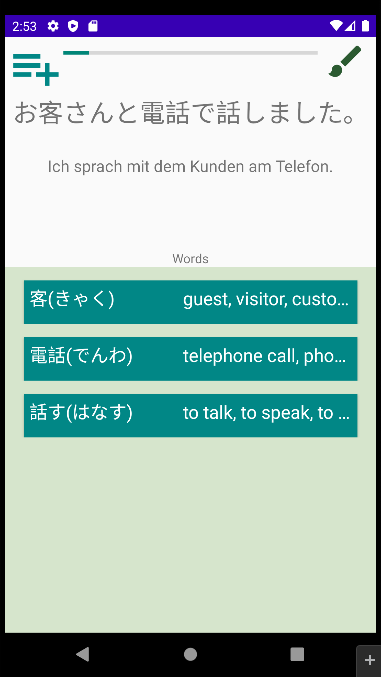 2:53
お客さんと電話で話しました。
Ich sprach mit dem Kunden am Telefon.
Words
客(きゃく) guest, visitor, custo...
電話(でんわ) telephone call, pho...
話す(はなす) to talk, to speak, to ...